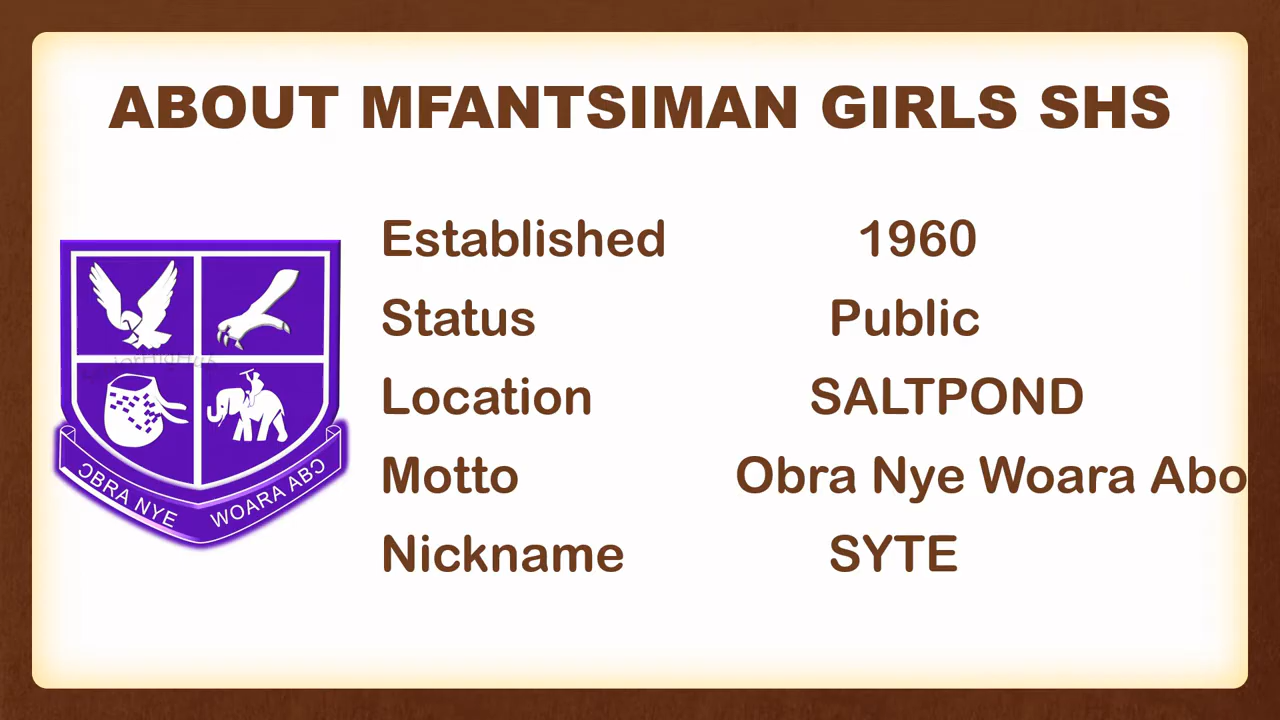 ABOUT MFANTSIMAN GIRLS SHS
Established 1960
Status Public
Location SALTPOND
Motto Obra Nye Woara Abo
Nickname SYTE
ƆBRA NYE WOARA ABƆ